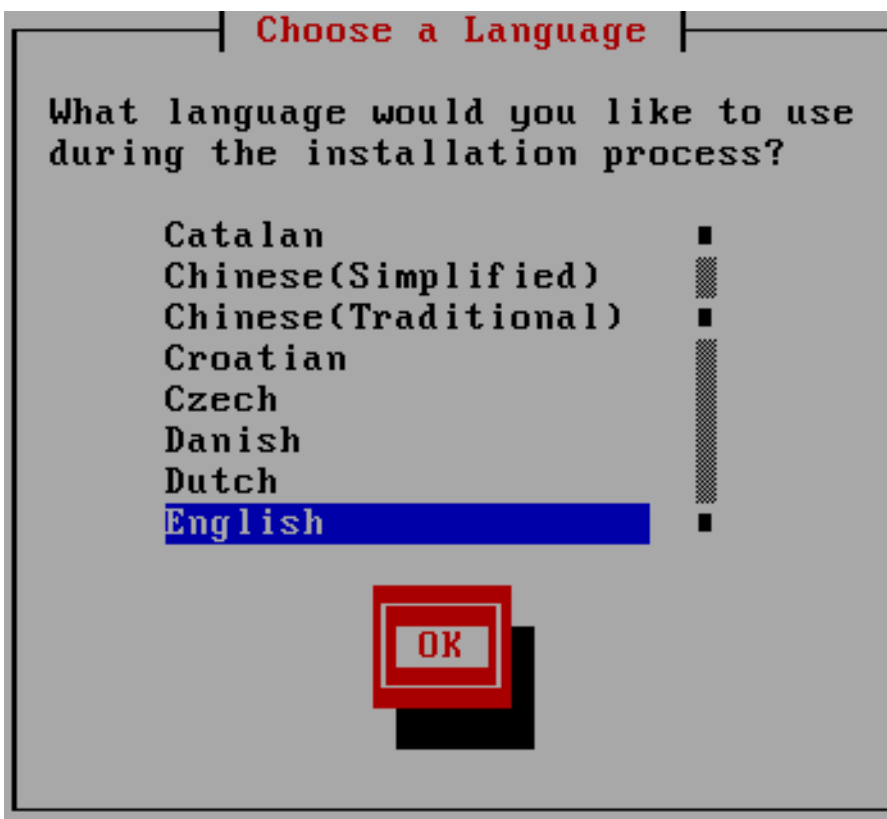 Choose a Language
What language would you like to use
during the installation process?
Catalan
Chinese(Simplified)
Chinese(Traditional)
Croatian
Czech
Danish
Dutch
English
OK